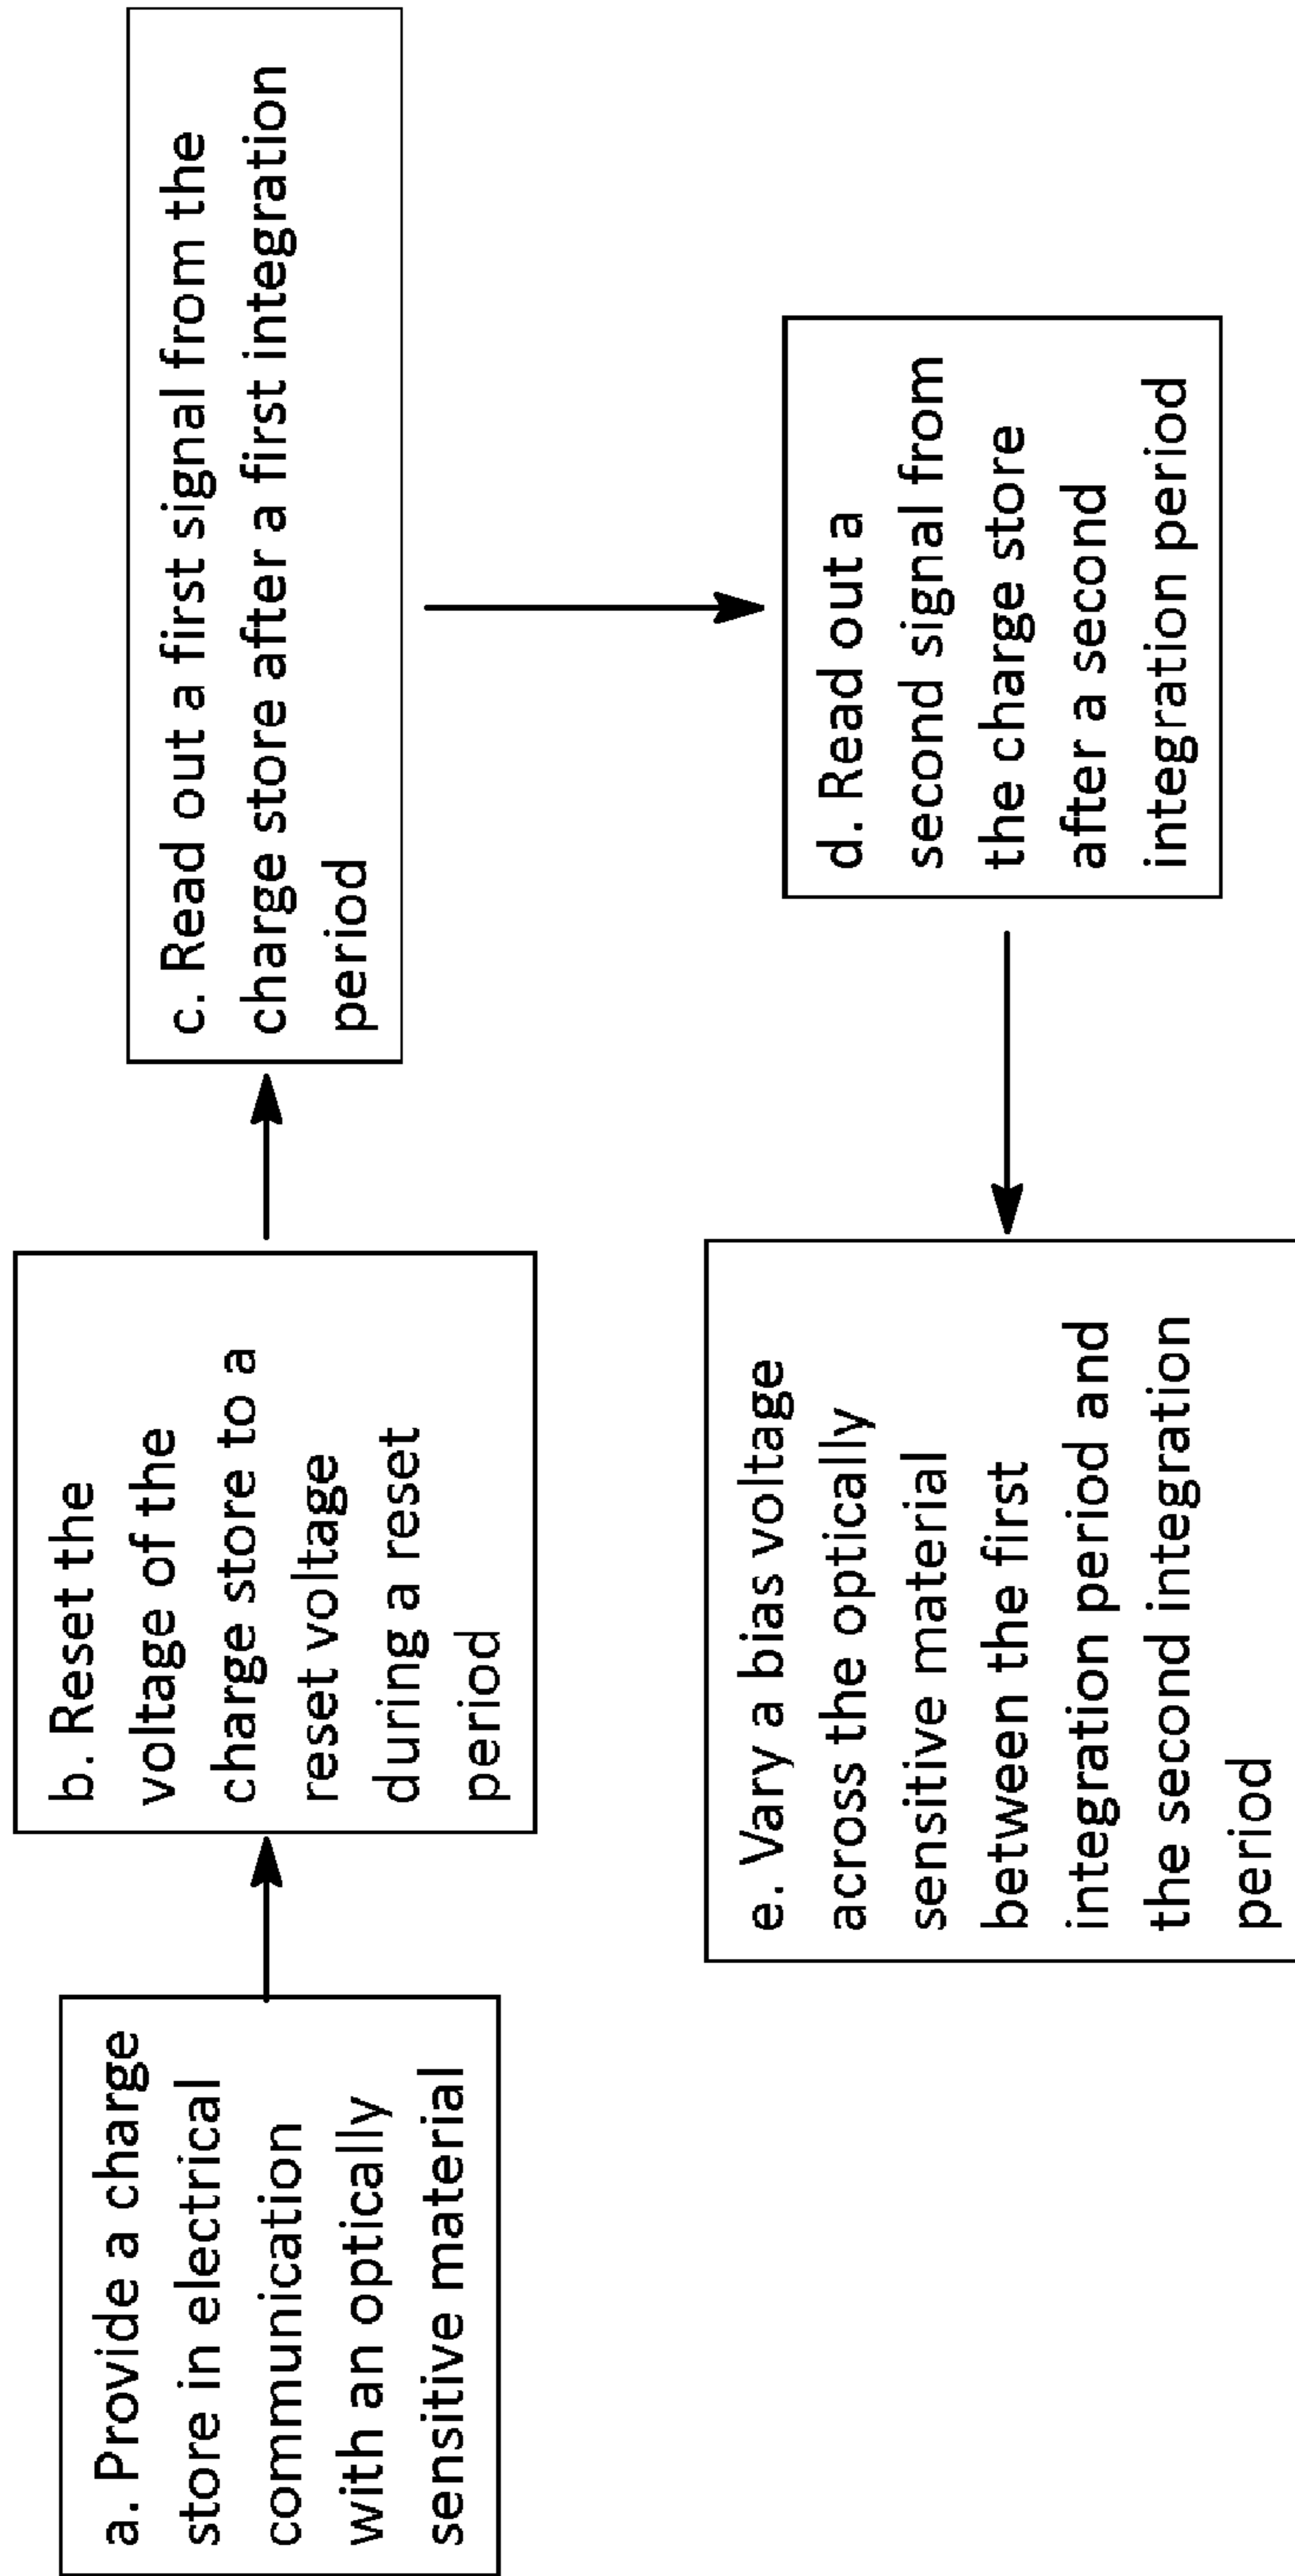 a. Provide a charge
store in electrical
communication
with an optically
sensitive material
b. Reset the
voltage of the
charge store to a
reset voltage
during a reset
period
c. Read out a first signal from the
charge store after a first integration
period
d. Read out a
second signal from
the charge store
after a second
integration period
e. Vary a bias voltage
across the optically
sensitive material
between the first
integration period and
the second integration
period